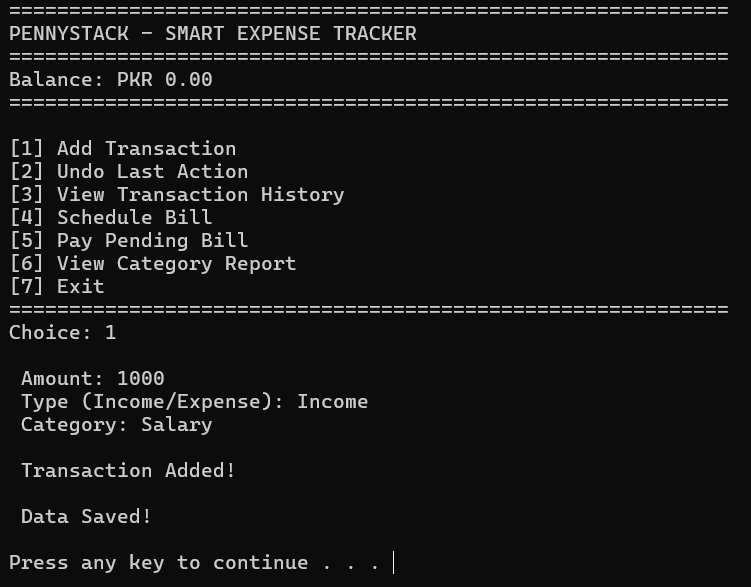 ============================================================
PENNYSTACK - SMART EXPENSE TRACKER
============================================================
Balance: PKR 0.00
============================================================
[1] Add Transaction
[2] Undo Last Action
[3] View Transaction History
[4] Schedule Bill
[5] Pay Pending Bill
[6] View Category Report
[7] Exit
============================================================
Choice: 1
Amount: 1000
Type (Income/Expense): Income
Category: Salary
Transaction Added!
Data Saved!
Press any key to continue . . .